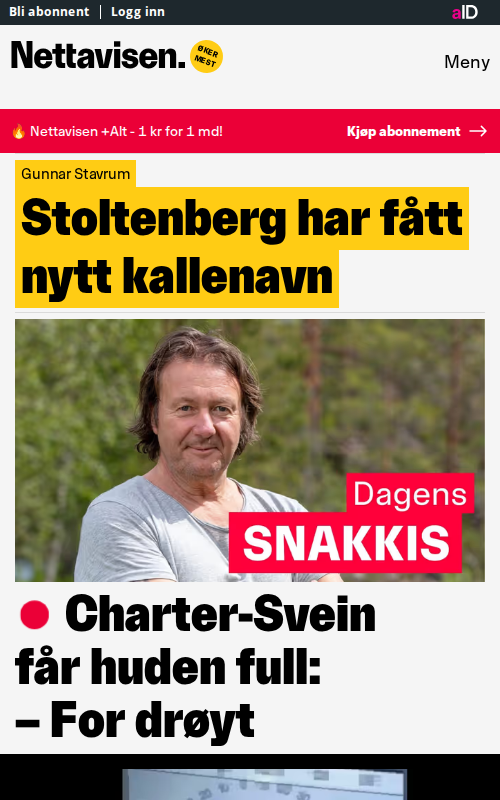 Bli abonnent | Logg inn
aID
Nettavisen.
ØKER
MEST
Meny
🔥 Nettavisen +Alt - 1 kr for 1 md!
Kjøp abonnement →
Gunnar Stavrum
Stoltenberg har fått
nytt kallenavn
Dagens
SNAKKIS
Charter-Svein
får huden full:
– For drøyt